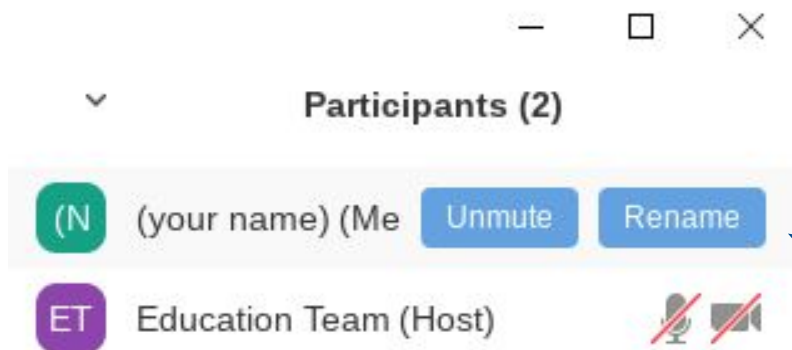 Participants (2)
(N (your name) (Me Unmute Rename
ET Education Team (Host)